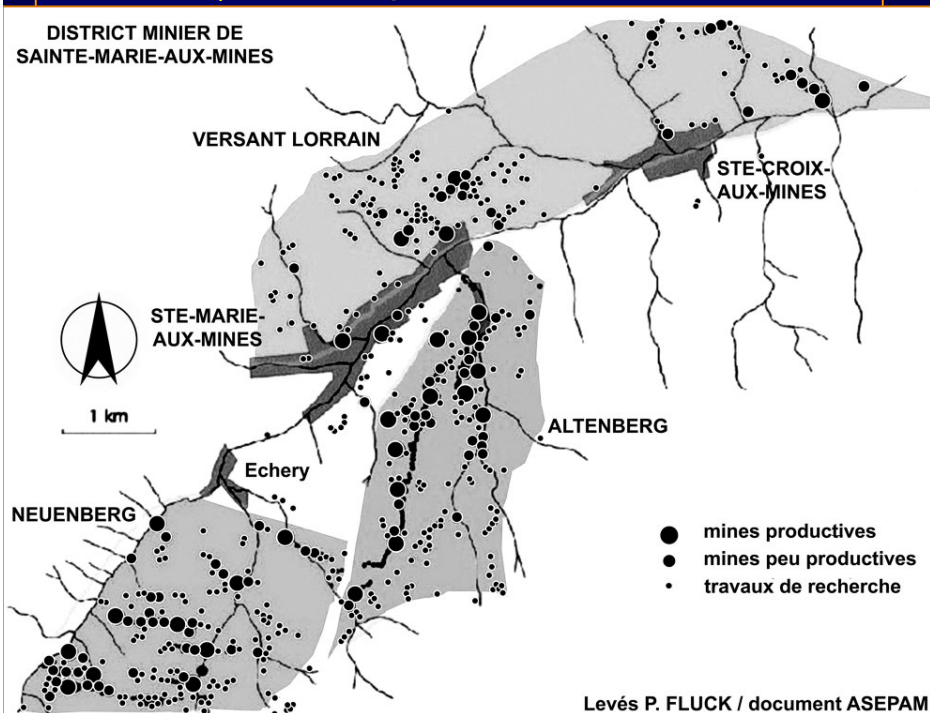 DISTRICT MINIER DE
SAINTE-MARIE-AUX-MINES
VERSANT LORRAIN
STE-CROIX-
AUX-MINES
STE-MARIE-
AUX-MINES
1 km
ALTENBERG
Echery
NEUENBERG
mines productives
mines peu productives
travaux de recherche
Levés P. FLUCK / document ASEPAM